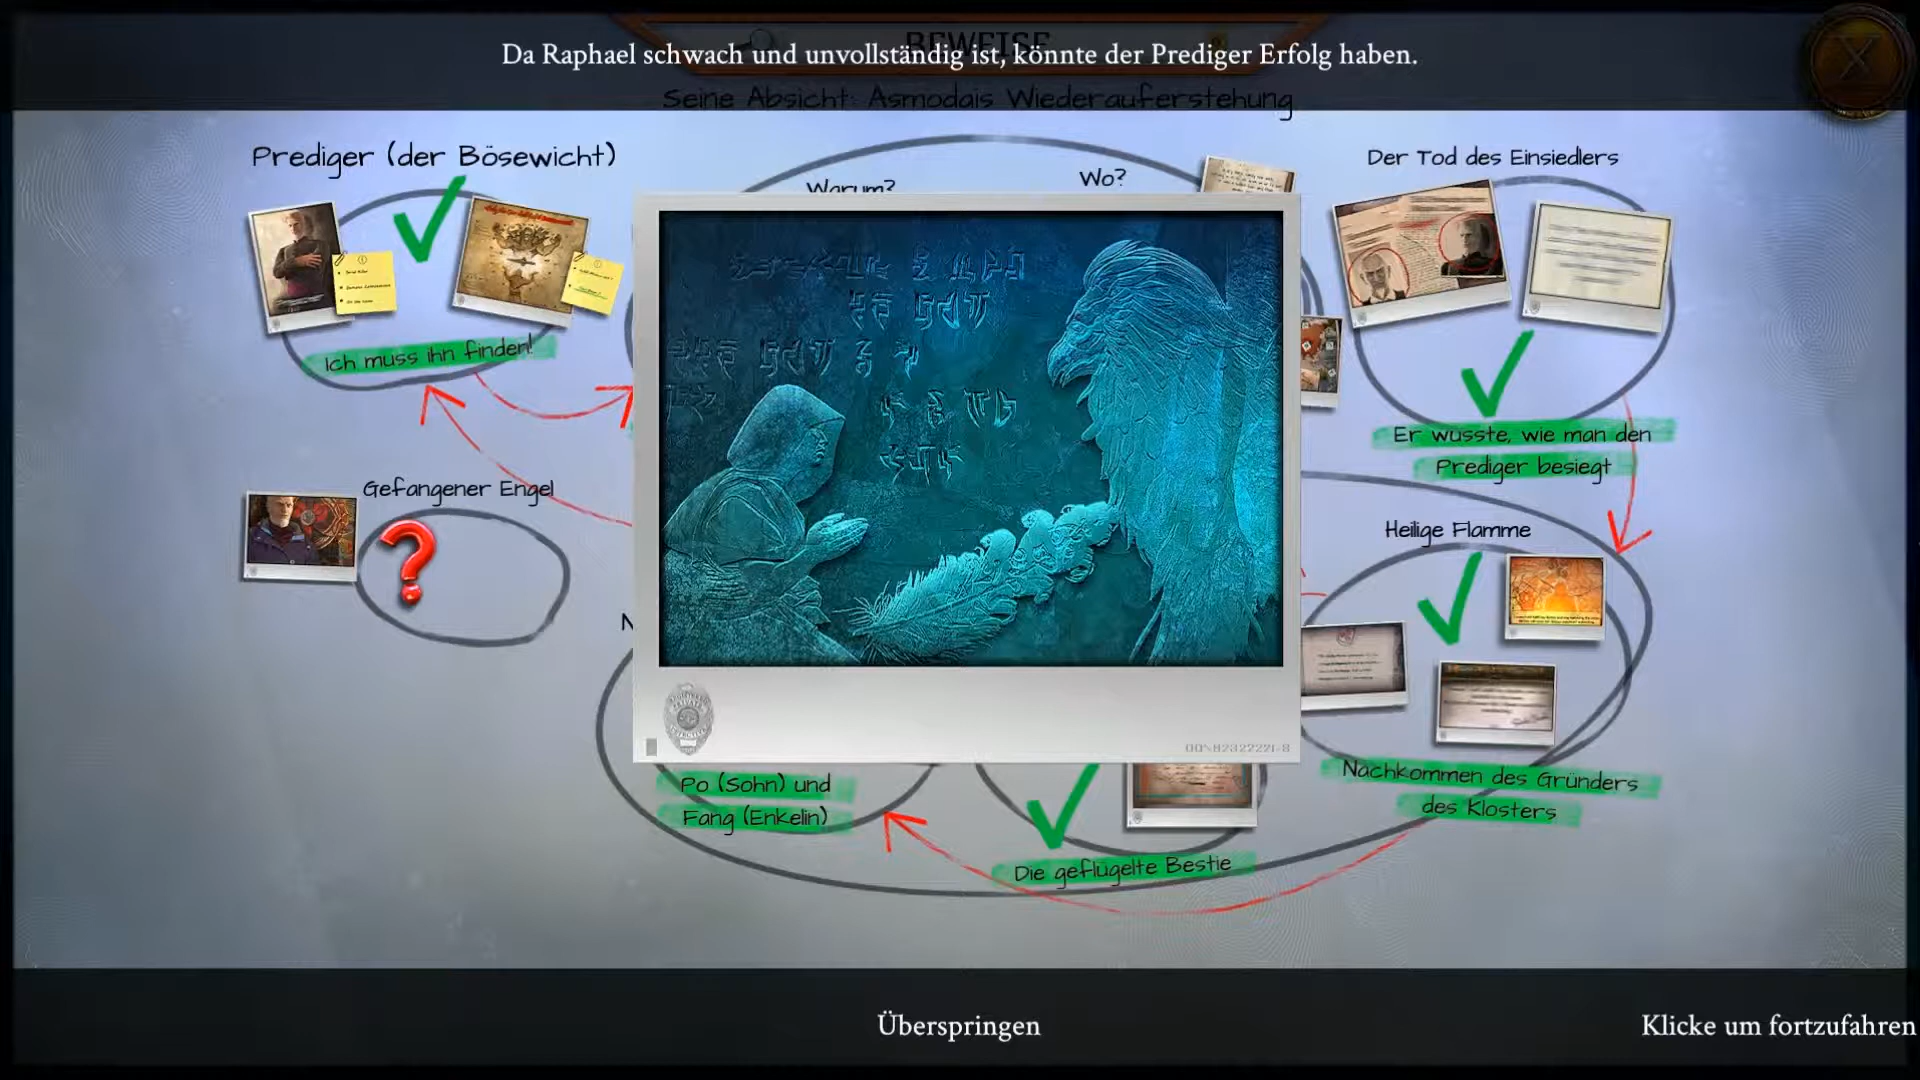 BEWEISE
Da Raphael schwach und unvollständig ist, könnte der Prediger Erfolg haben.
Seine Absicht: Asmodais Wiederauferstehung
Prediger (der Bösewicht)
Warum?
Wo?
Der Tod des Einsiedlers
Ich muss ihn finden!
Er wusste, wie man den
Prediger besiegt
Gefangener Engel
Heilige Flamme
N
Po (Sohn) und
Fang (Enkelin)
Nachkommen des Gründers
des Klosters
Die geflügelte Bestie
Überspringen
Klicke um fortzufahren